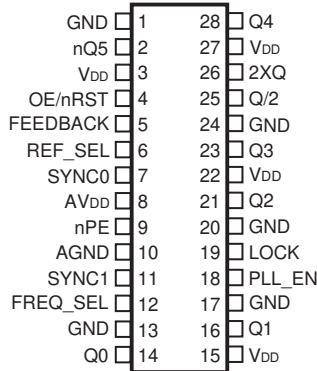 GND 1 28 Q4
nQ5 2 27 VDD
VDD 3 26 2XQ
OE/nRST 4 25 Q/2
FEEDBACK 5 24 GND
REF_SEL 6 23 Q3
SYNC0 7 22 VDD
AVDD 8 21 Q2
nPE 9 20 GND
AGND 10 19 LOCK
SYNC1 11 18 PLL_EN
FREQ_SEL 12 17 GND
GND 13 16 Q1
Q0 14 15 VDD